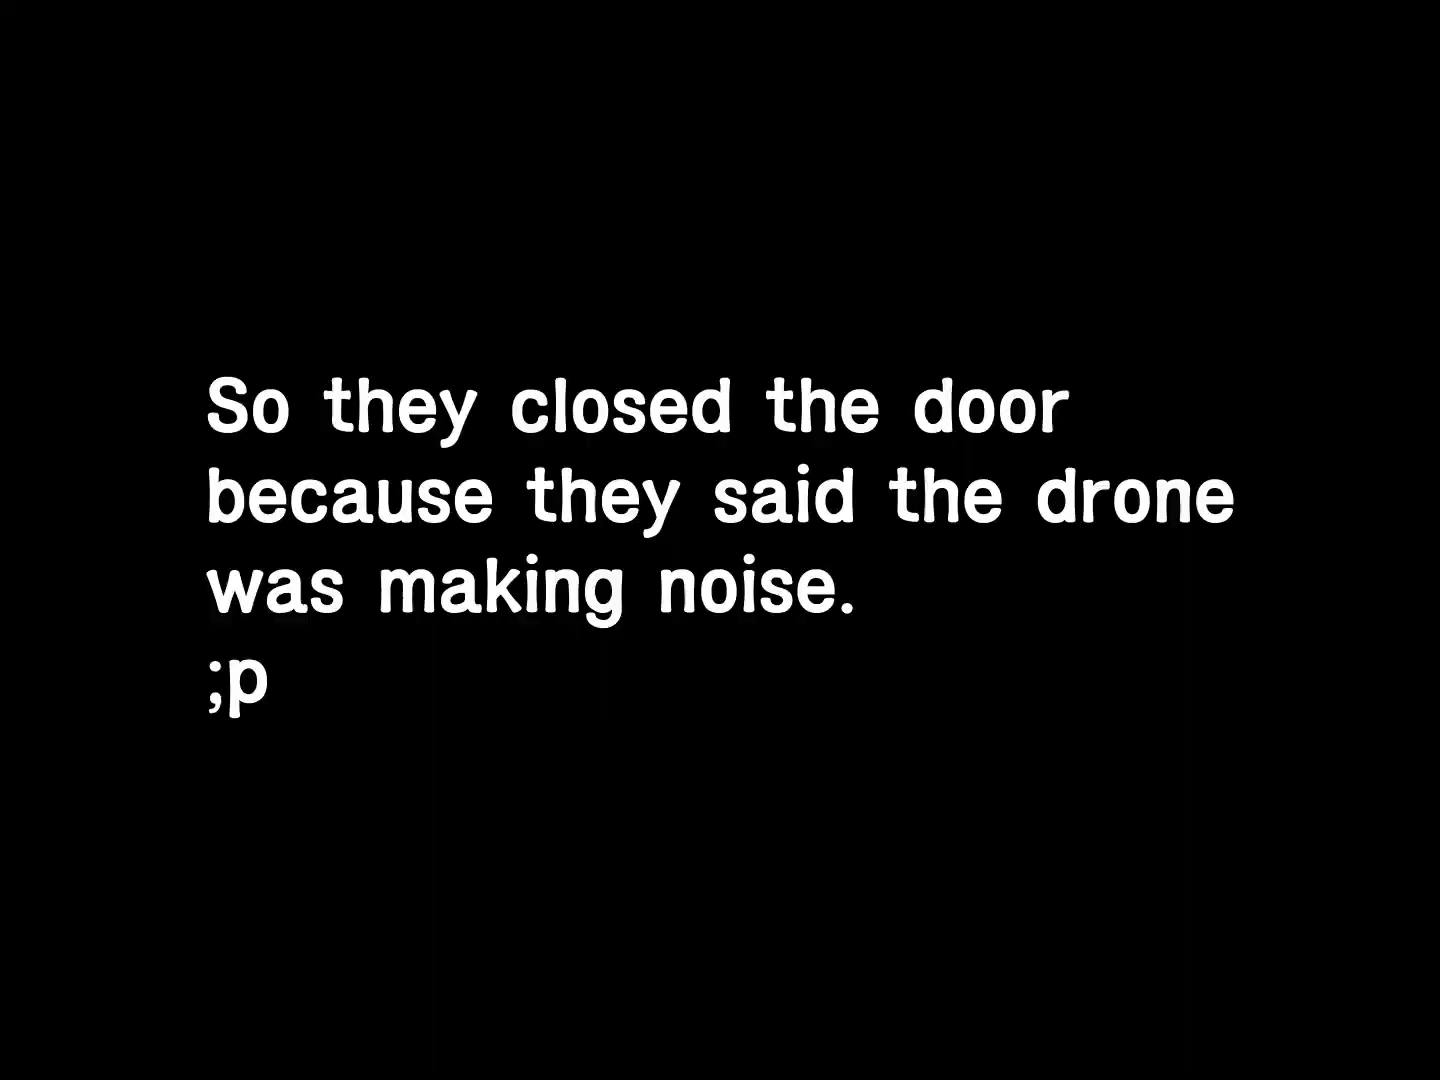 So they closed the door
because they said the drone
was making noise.
;p